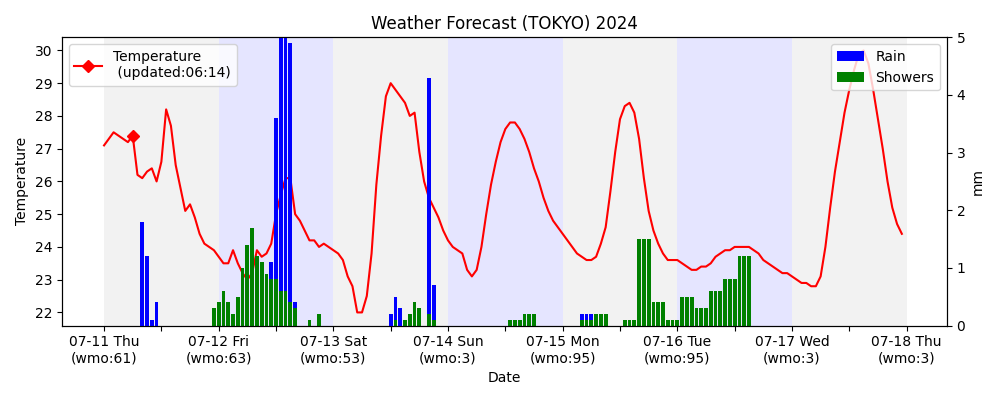 Weather Forecast (TOKYO) 2024
Temperature
(updated:06:14)
Rain
Showers
30
29
28
27
26
25
24
23
22
Temperature
5
4
3
2
1
0
mm
07-11 Thu
(wmo:61)
07-12 Fri
(wmo:63)
07-13 Sat
(wmo:53)
07-14 Sun
(wmo:3)
07-15 Mon
(wmo:95)
07-16 Tue
(wmo:95)
07-17 Wed
(wmo:3)
07-18 Thu
(wmo:3)
Date